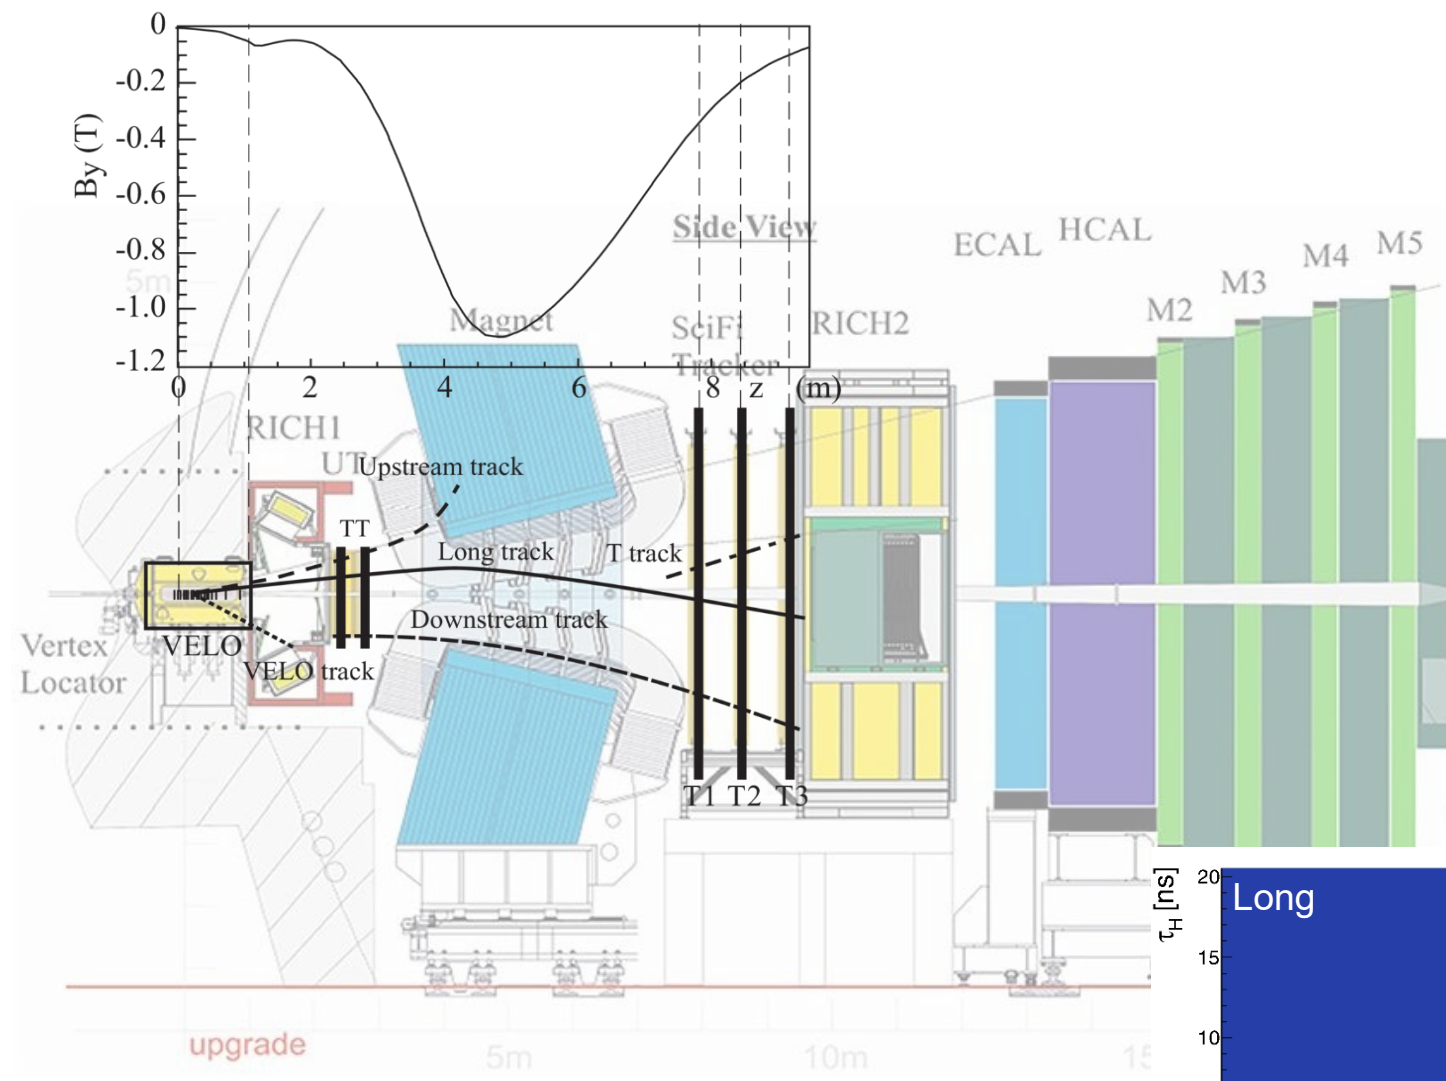 0
-0.2
-0.4
-0.6
-0.8
-1.0
-1.2
By (T)
0 2 4 6 8 z (m)
5m
Side View
Magnet
SciFi
Tracker
RICH2
ECAL
HCAL
M2
M3
M4
M5
RICH1
UT
Upstream track
TT
Long track
T track
Downstream track
VELO
VELO track
Vertex
Locator
T1 T2 T3
upgrade
5m
10m
15
τH [ns]
20
15
10
Long